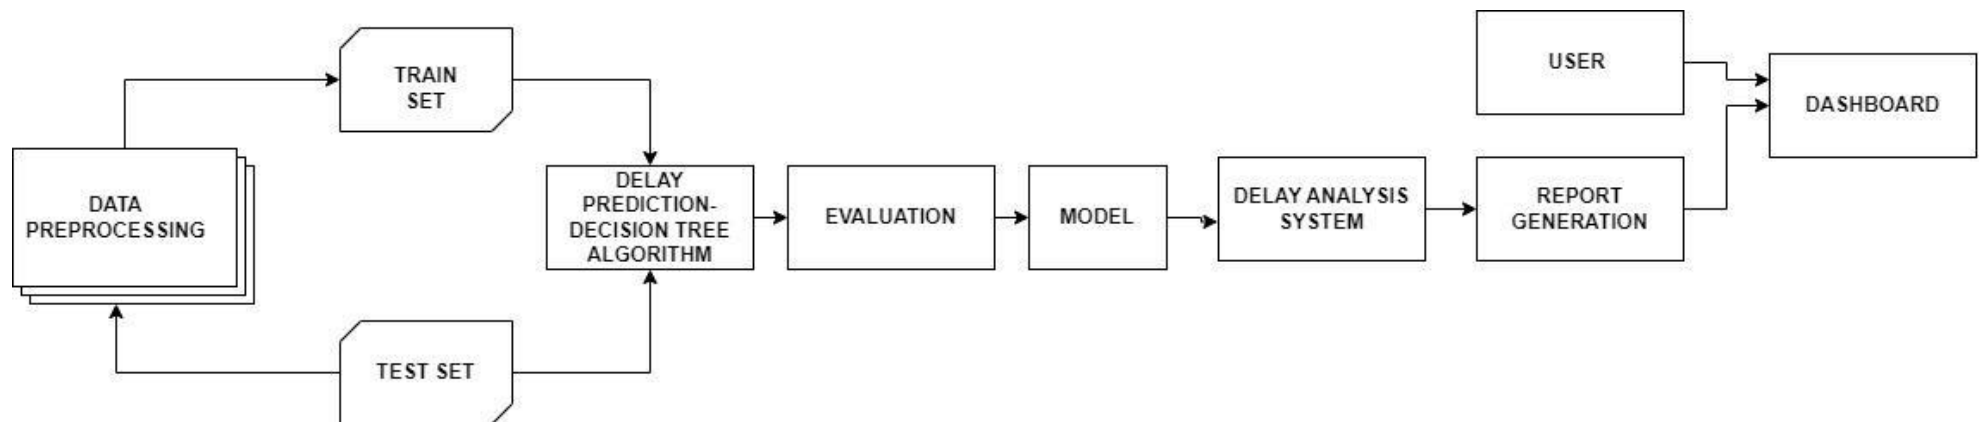 DATA
PREPROCESSING
TRAIN
SET
TEST SET
DELAY
PREDICTION-
DECISION TREE
ALGORITHM
EVALUATION
MODEL
DELAY ANALYSIS
SYSTEM
REPORT
GENERATION
USER
DASHBOARD